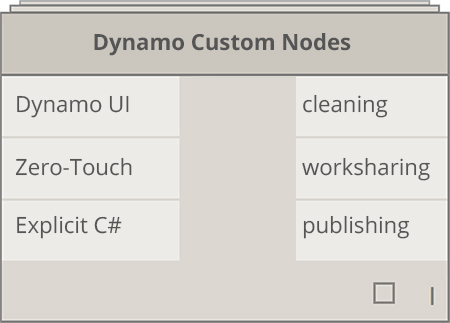 Dynamo Custom Nodes
Dynamo UI
cleaning
Zero-Touch
worksharing
Explicit C#
publishing
|